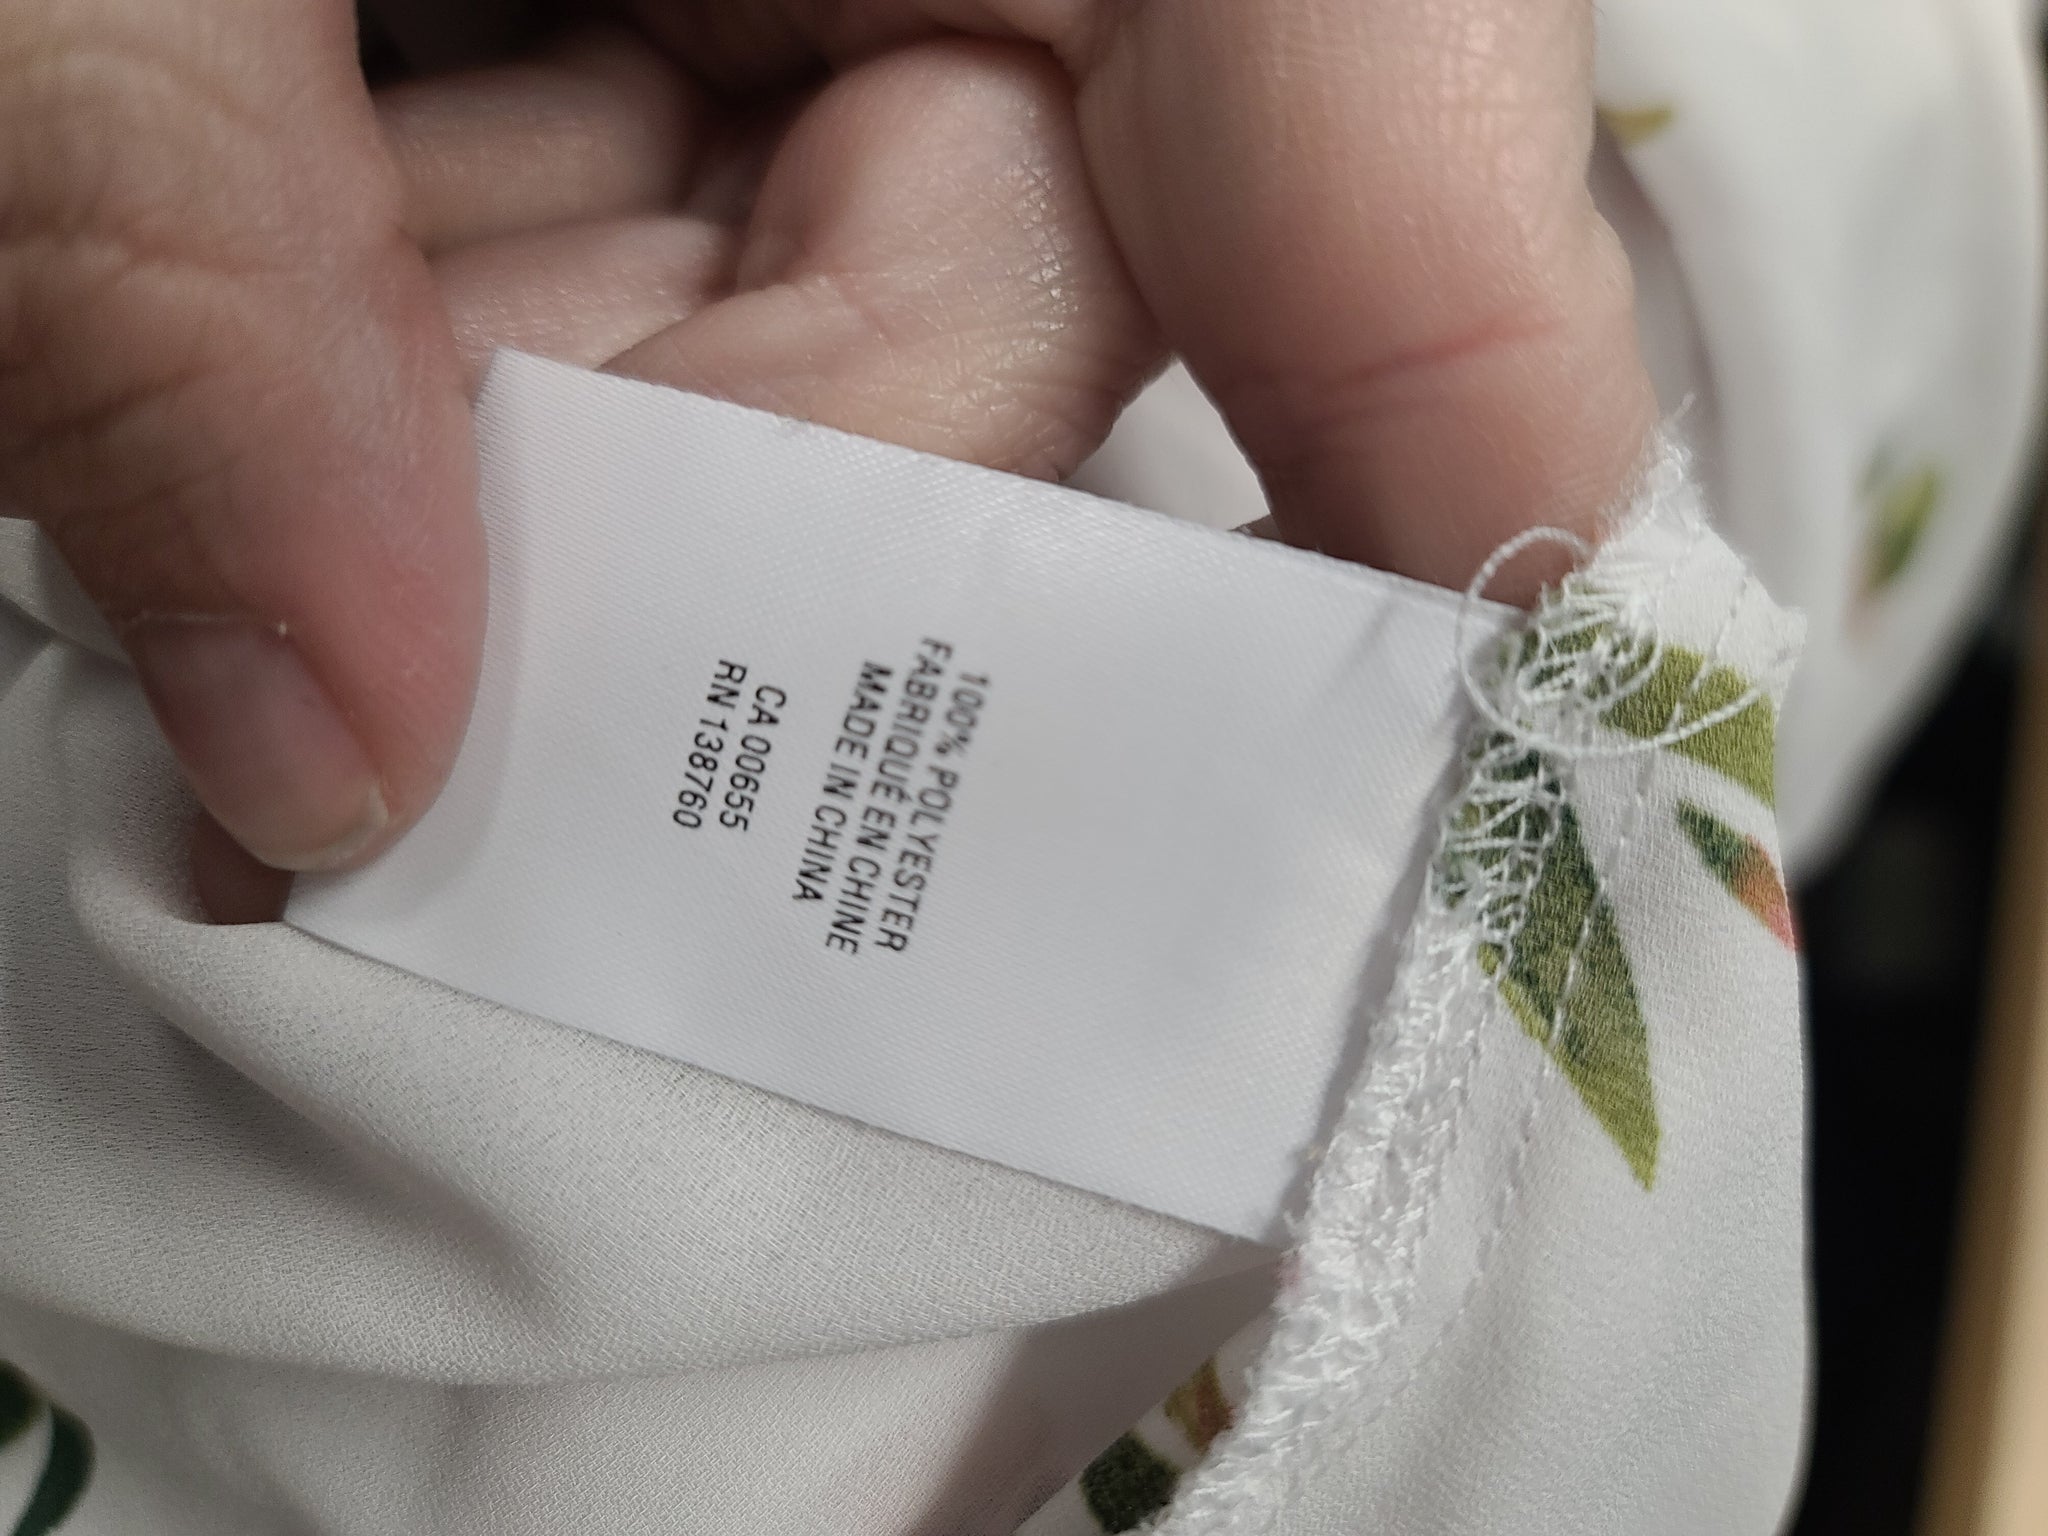 100% POLYESTER
FABRIQUÉ EN CHINE
MADE IN CHINA
CA 00655
RN 138760